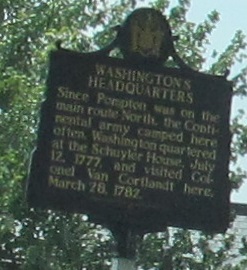 WASHINGTON'S
HEADQUARTERS
Since Pompton was on the
main route North, the Conti-
nental army camped here
often. Washington quartered
at the Schuyler House, July
12, 1777, and visited Col-
onel Van Cortlandt here,
March 28, 1782.